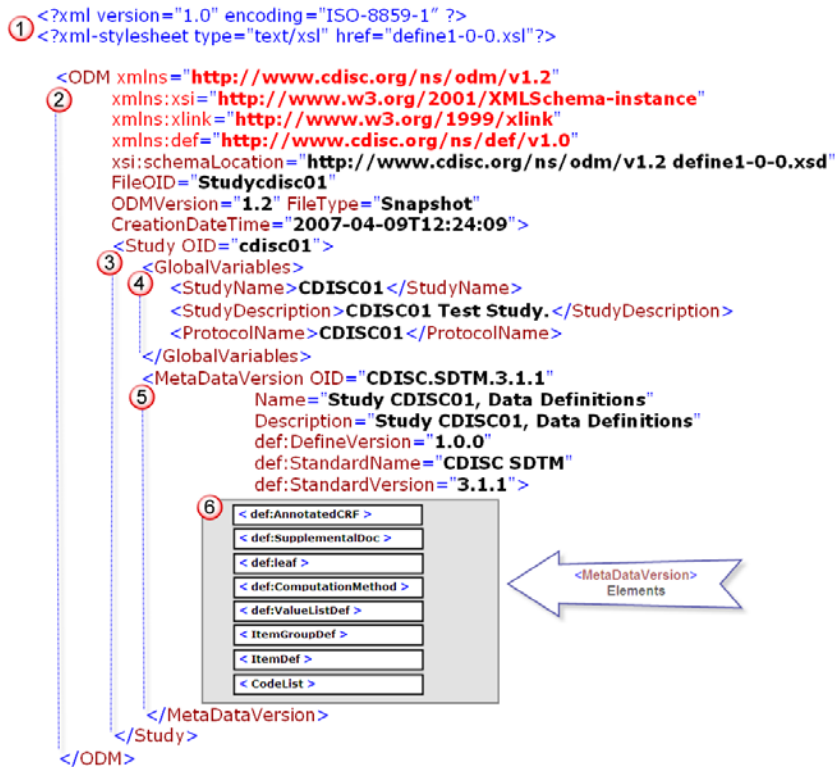 <?xml version="1.0" encoding="ISO-8859-1" ?>
1 <?xml-stylesheet type="text/xsl" href="define1-0-0.xsl"?>
<ODM xmlns="http://www.cdisc.org/ns/odm/v1.2"
2 xmlns:xsi="http://www.w3.org/2001/XMLSchema-instance"
xmlns:xlink="http://www.w3.org/1999/xlink"
xmlns:def="http://www.cdisc.org/ns/def/v1.0"
xsi:schemaLocation="http://www.cdisc.org/ns/odm/v1.2 define1-0-0.xsd"
FileOID="Studycdisc01"
ODMVersion="1.2" FileType="Snapshot"
CreationDateTime="2007-04-09T12:24:09">
<Study OID="cdisc01">
3 <GlobalVariables>
4 <StudyName>CDISC01</StudyName>
<StudyDescription>CDISC01 Test Study.</StudyDescription>
<ProtocolName>CDISC01</ProtocolName>
</GlobalVariables>
<MetaDataVersion OID="CDISC.SDTM.3.1.1"
5 Name="Study CDISC01, Data Definitions"
Description="Study CDISC01, Data Definitions"
def:DefineVersion="1.0.0"
def:StandardName="CDISC SDTM"
def:StandardVersion="3.1.1">
6 < def:AnnotatedCRF >
< def:SupplementalDoc >
< def:leaf >
< def:ComputationMethod >
< def:ValueListDef >
< ItemGroupDef >
< ItemDef >
< CodeList >
<MetaDataVersion>
Elements
</MetaDataVersion>
</Study>
</ODM>